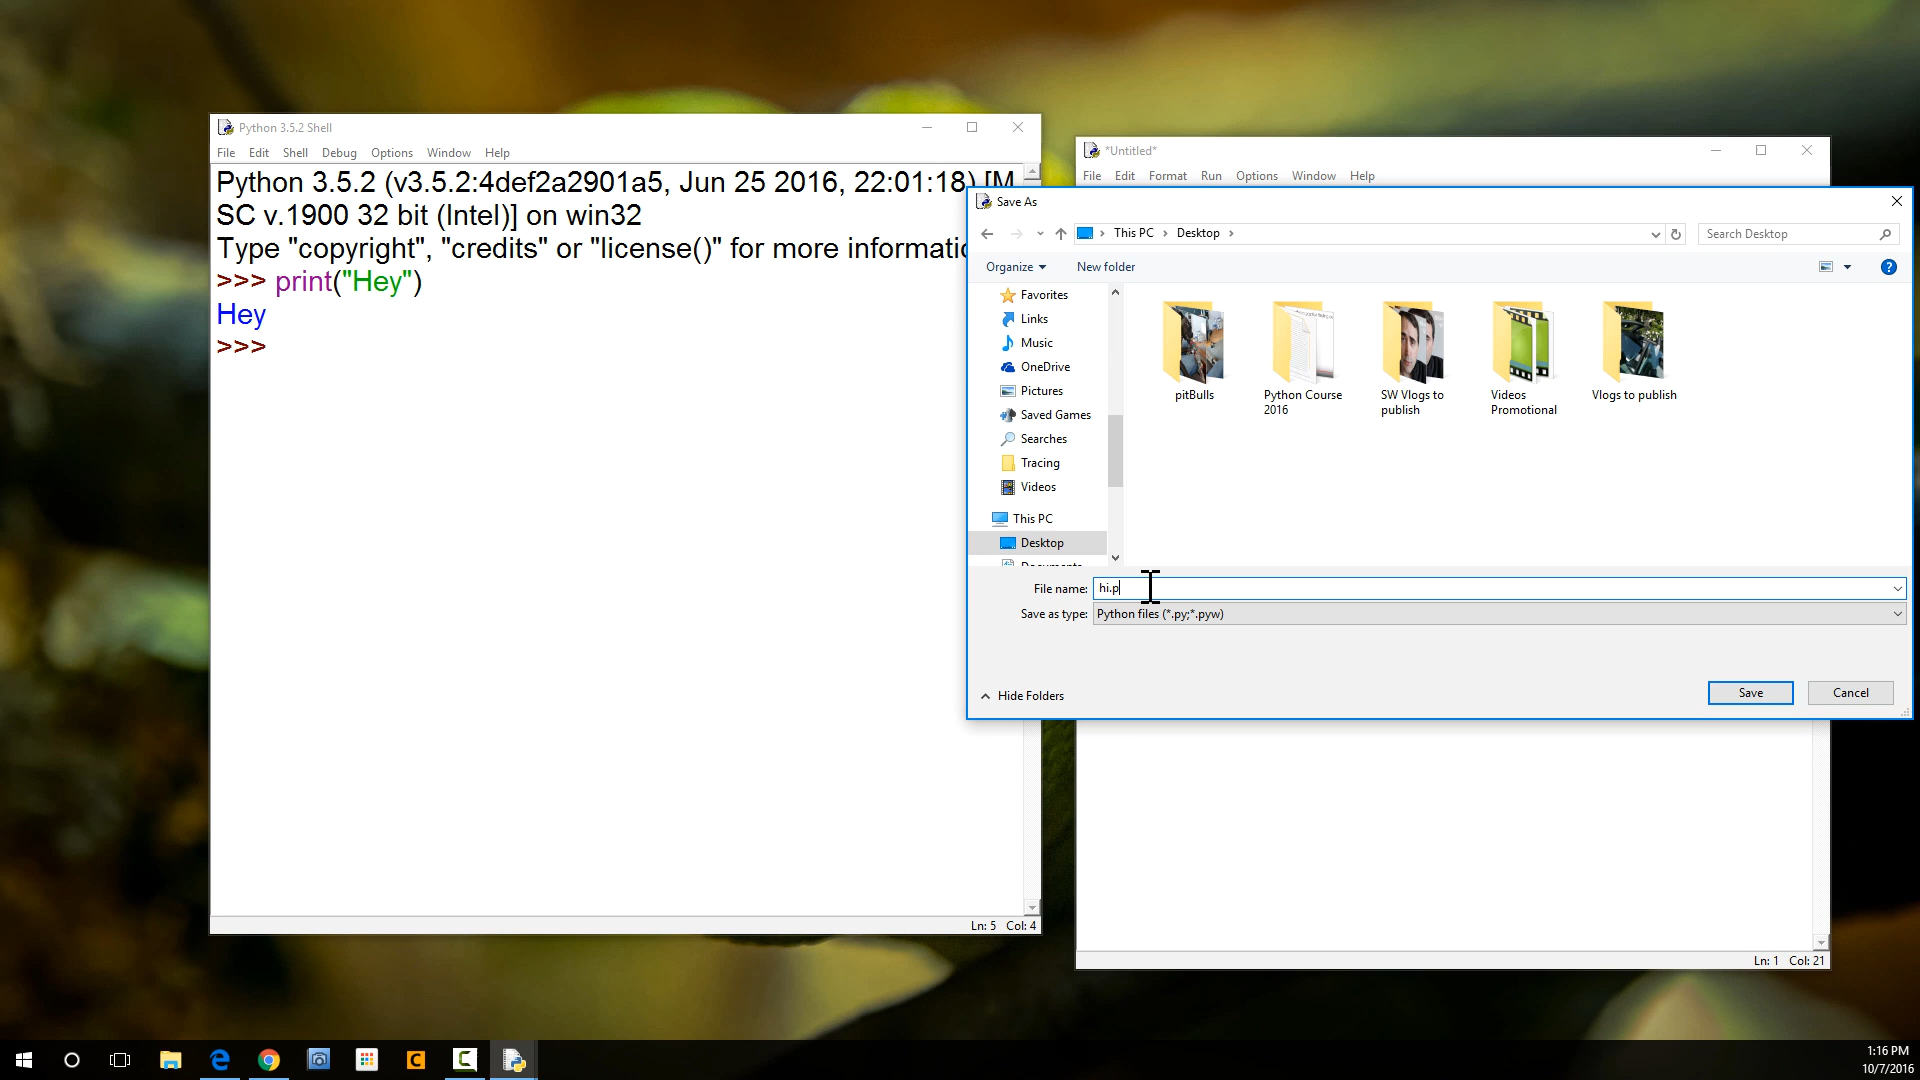 Python 3.5.2 Shell
File Edit Shell Debug Options Window Help
Python 3.5.2 (v3.5.2:4def2a2901a5, Jun 25 2016, 22:01:18) [M
SC v.1900 32 bit (Intel)] on win32
Type "copyright", "credits" or "license()" for more informatic
>>> print("Hey")
Hey
>>>
Ln: 5 Col: 4
*Untitled*
File Edit Format Run Options Window Help
Save As
This PC Desktop
Search Desktop
Organize New folder
Favorites
Links
Music
OneDrive
Pictures
Saved Games
Searches
Tracing
Videos
This PC
Desktop
Documents
pitBulls
Python Course
2016
SW Vlogs to
publish
Videos
Promotional
Vlogs to publish
File name: hi.p
Save as type: Python files (*.py;*.pyw)
Hide Folders
Save Cancel
Ln: 1 Col: 21
1:16 PM
10/7/2016